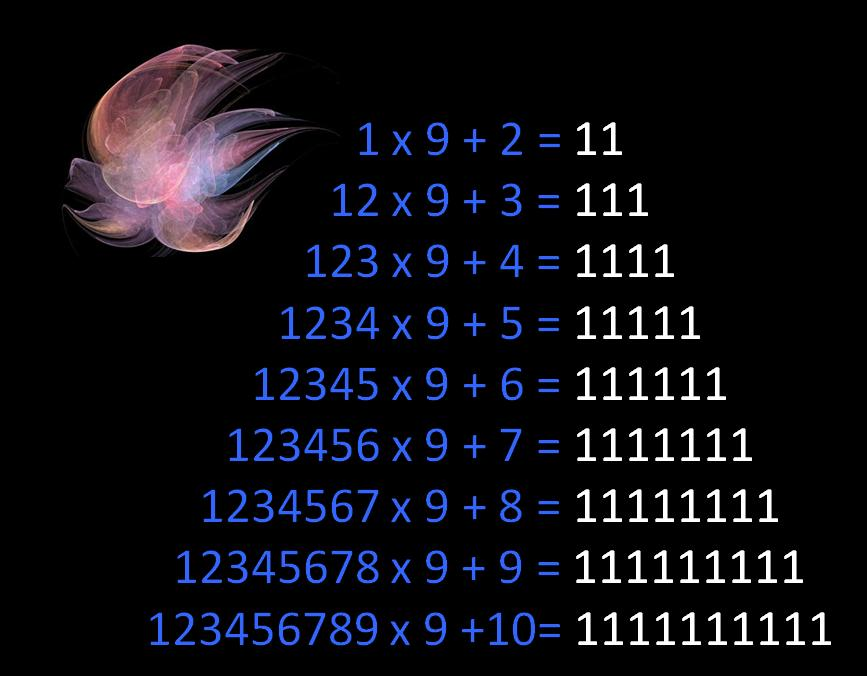 1 x 9 + 2 = 11
12 x 9 + 3 = 111
123 x 9 + 4 = 1111
1234 x 9 + 5 = 11111
12345 x 9 + 6 = 111111
123456 x 9 + 7 = 1111111
1234567 x 9 + 8 = 11111111
12345678 x 9 + 9 = 111111111
123456789 x 9 +10= 1111111111